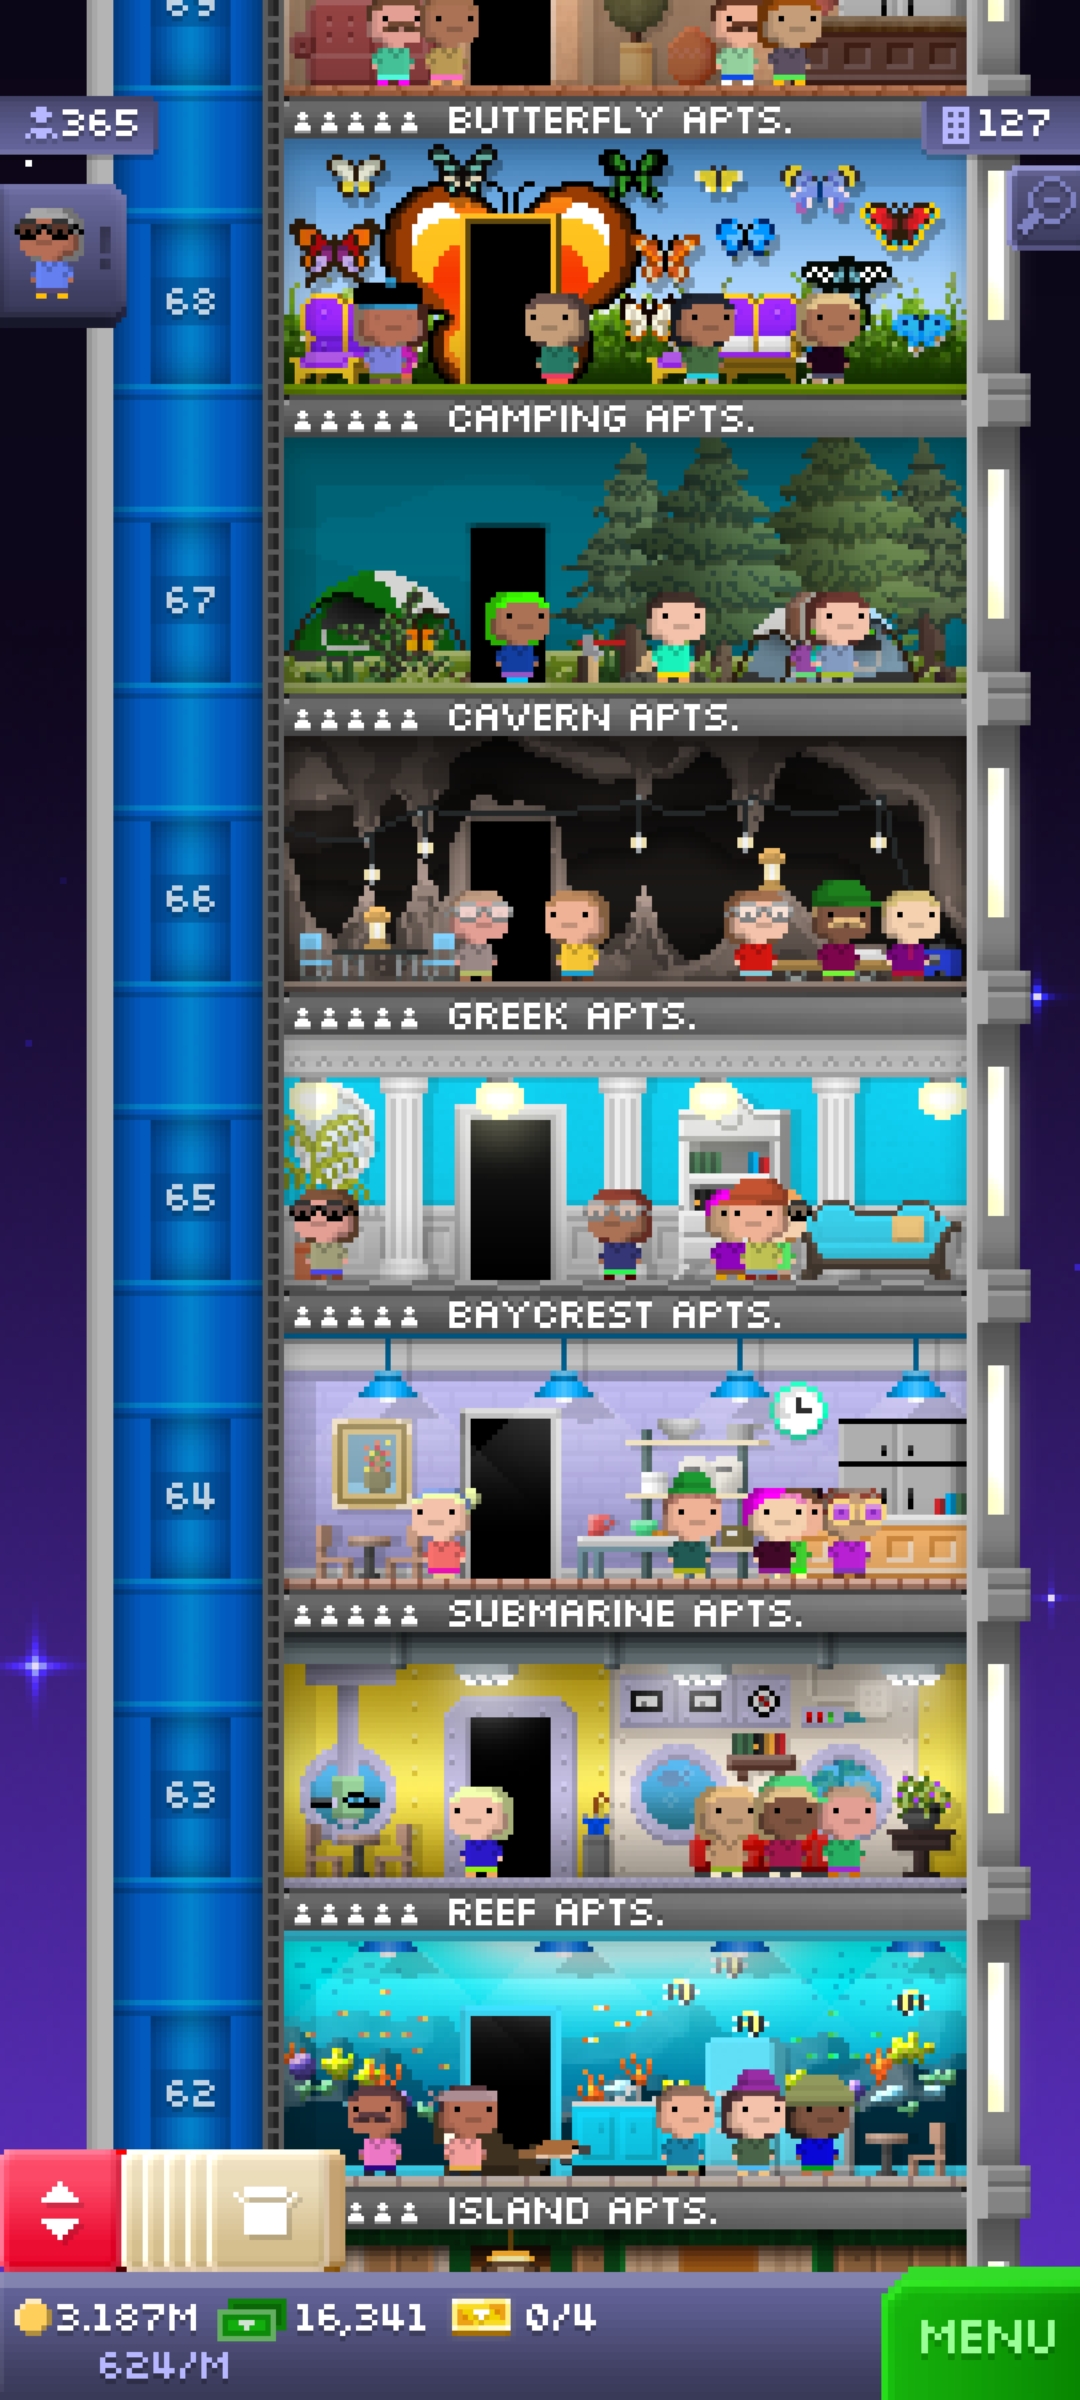 69
365
127
BUTTERFLY APTS.
68
CAMPING APTS.
67
CAVERN APTS.
66
GREEK APTS.
65
BAYCREST APTS.
64
SUBMARINE APTS.
63
REEF APTS.
62
ISLAND APTS.
3.187M 16,341 0/4
624/M
MENU